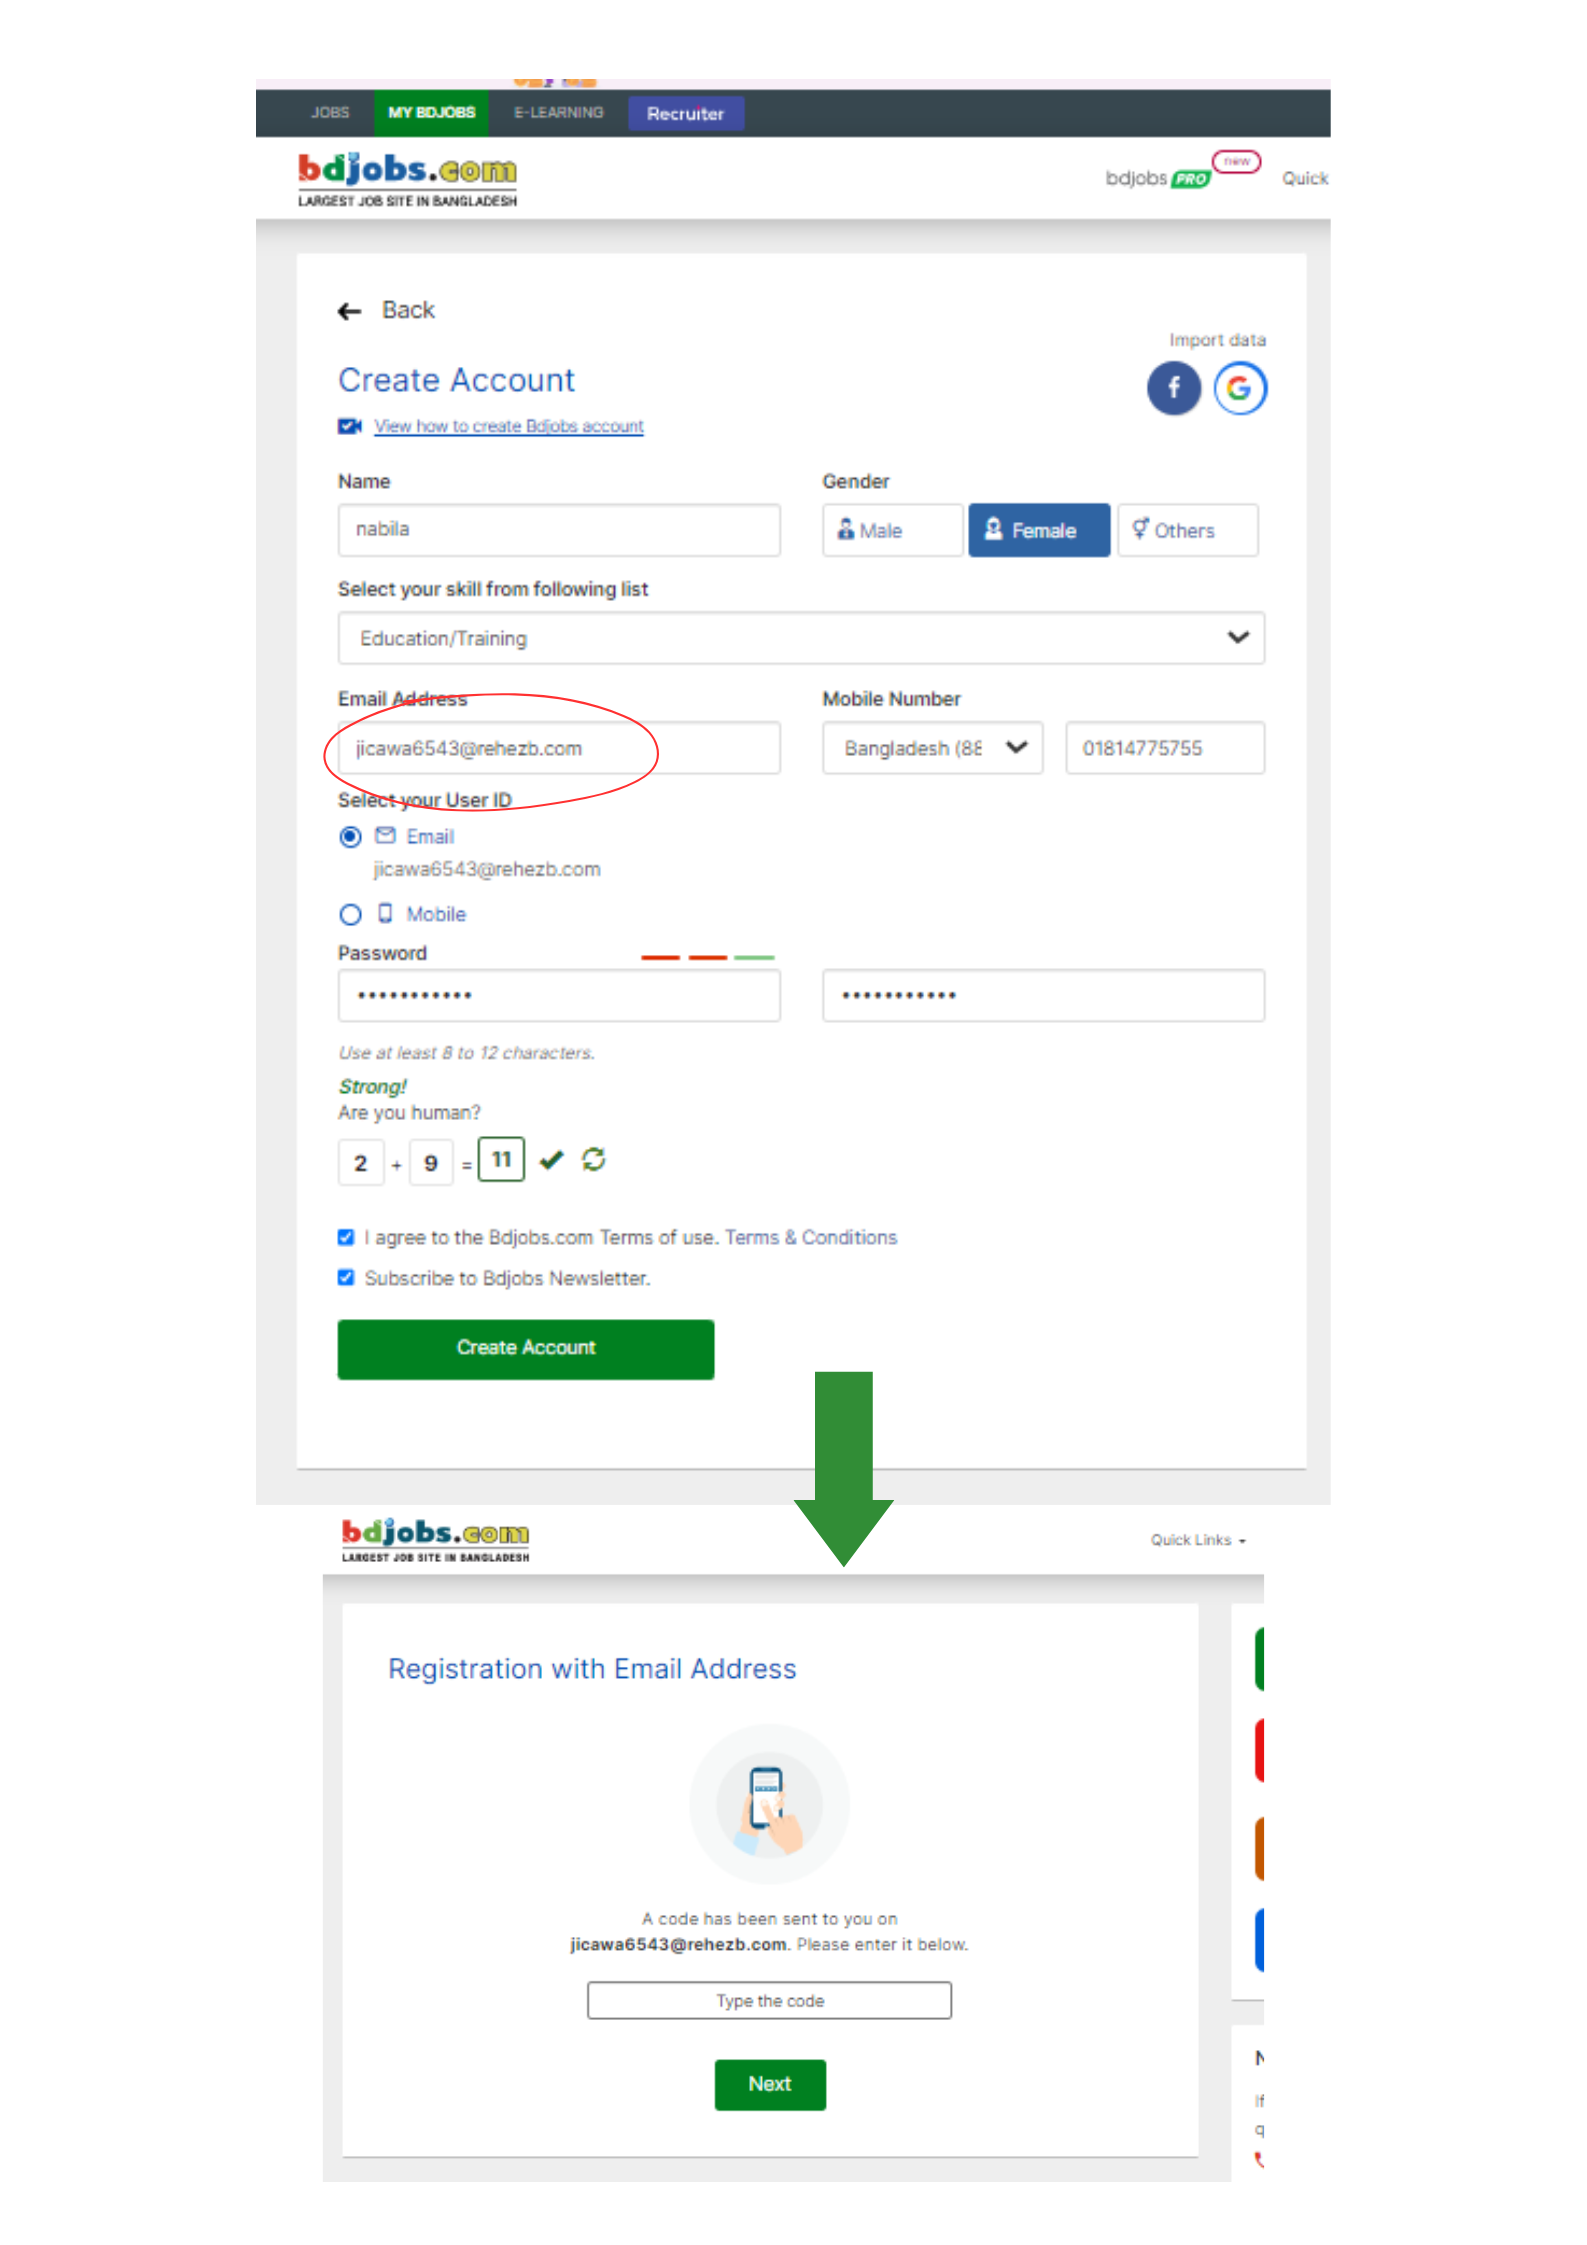 JOBS MY BDJOBS E-LEARNING Recruiter
bdjobs.com
LARGEST JOB SITE IN BANGLADESH
bdjobs PRO new Quick
Back
Import data
Create Account
f G
View how to create Bdjobs account
Name Gender
nabila Male Female Others
Select your skill from following list
Education/Training
Email Address Mobile Number
jicawa6543@rehezb.com Bangladesh (88 01814775755
Select your User ID
Email
jicawa6543@rehezb.com
Mobile
Password
Use at least 8 to 12 characters.
Strong!
Are you human?
2 + 9 = 11
I agree to the Bdjobs.com Terms of use. Terms & Conditions
Subscribe to Bdjobs Newsletter.
Create Account
bdjobs.com
LARGEST JOB SITE IN BANGLADESH
Quick Links
Registration with Email Address
A code has been sent to you on
jicawa6543@rehezb.com. Please enter it below.
Type the code
Next
If
q